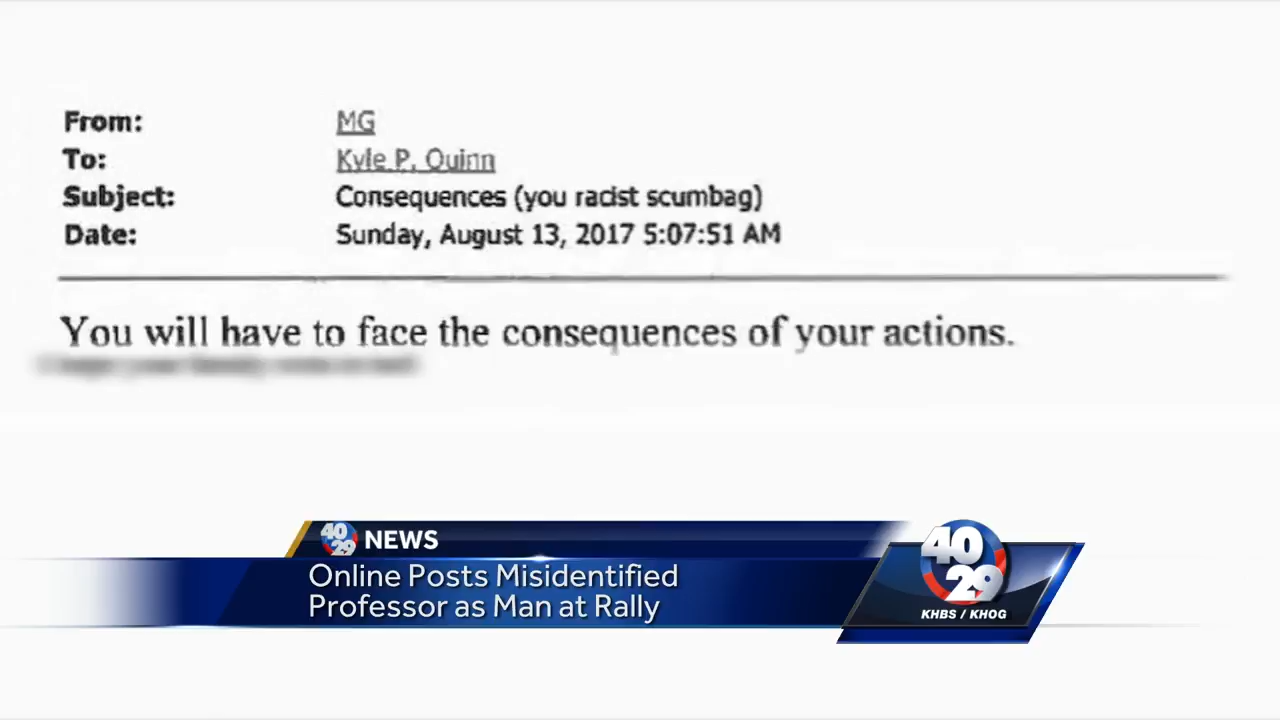 From: MG
To: Kyle P. Quinn
Subject: Consequences (you racist scumbag)
Date: Sunday, August 13, 2017 5:07:51 AM
You will have to face the consequences of your actions.
40 29 NEWS
Online Posts Misidentified
Professor as Man at Rally
40
29
KHBS / KHOG